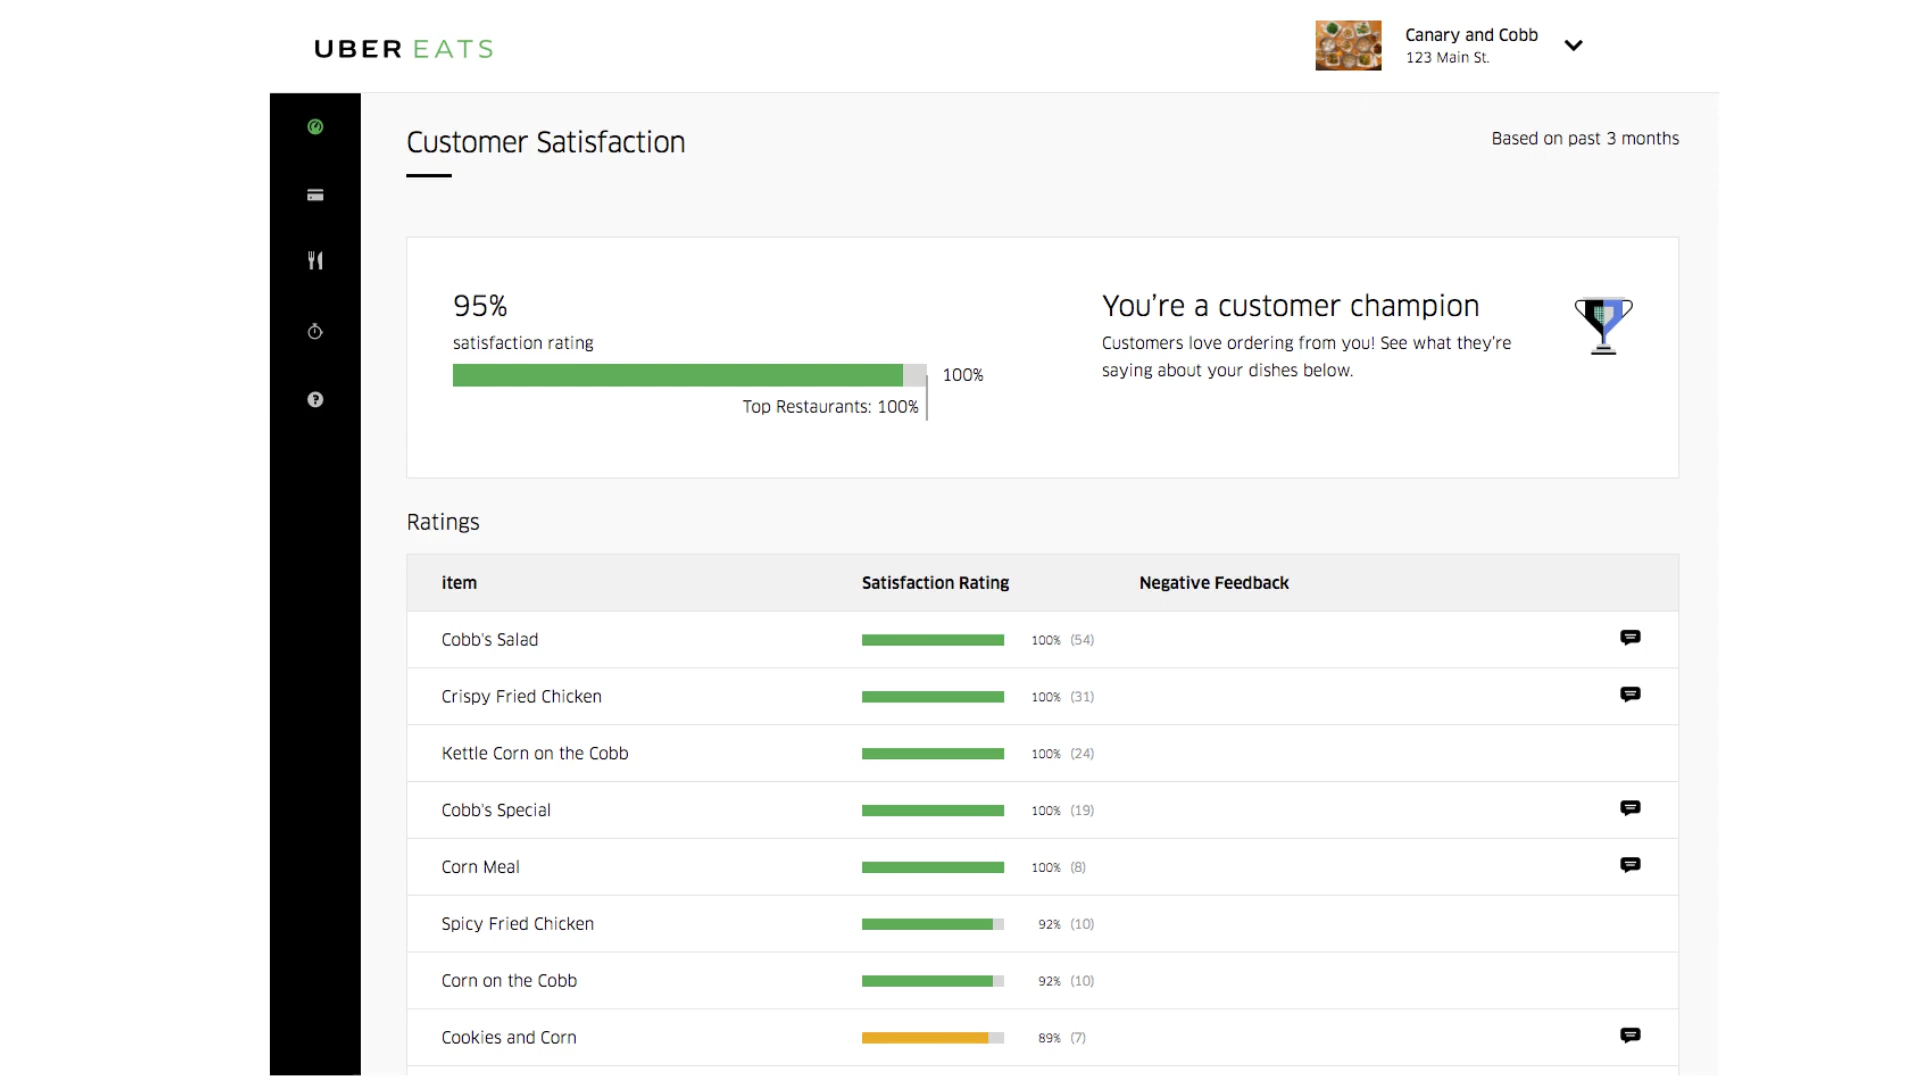 UBER EATS
Canary and Cobb
123 Main St.
Customer Satisfaction
Based on past 3 months
95%
satisfaction rating
100%
Top Restaurants: 100%
You're a customer champion
Customers love ordering from you! See what they're
saying about your dishes below.
Ratings
item Satisfaction Rating Negative Feedback
Cobb's Salad 100% (54)
Crispy Fried Chicken 100% (31)
Kettle Corn on the Cobb 100% (24)
Cobb's Special 100% (19)
Corn Meal 100% (8)
Spicy Fried Chicken 92% (10)
Corn on the Cobb 92% (10)
Cookies and Corn 89% (7)